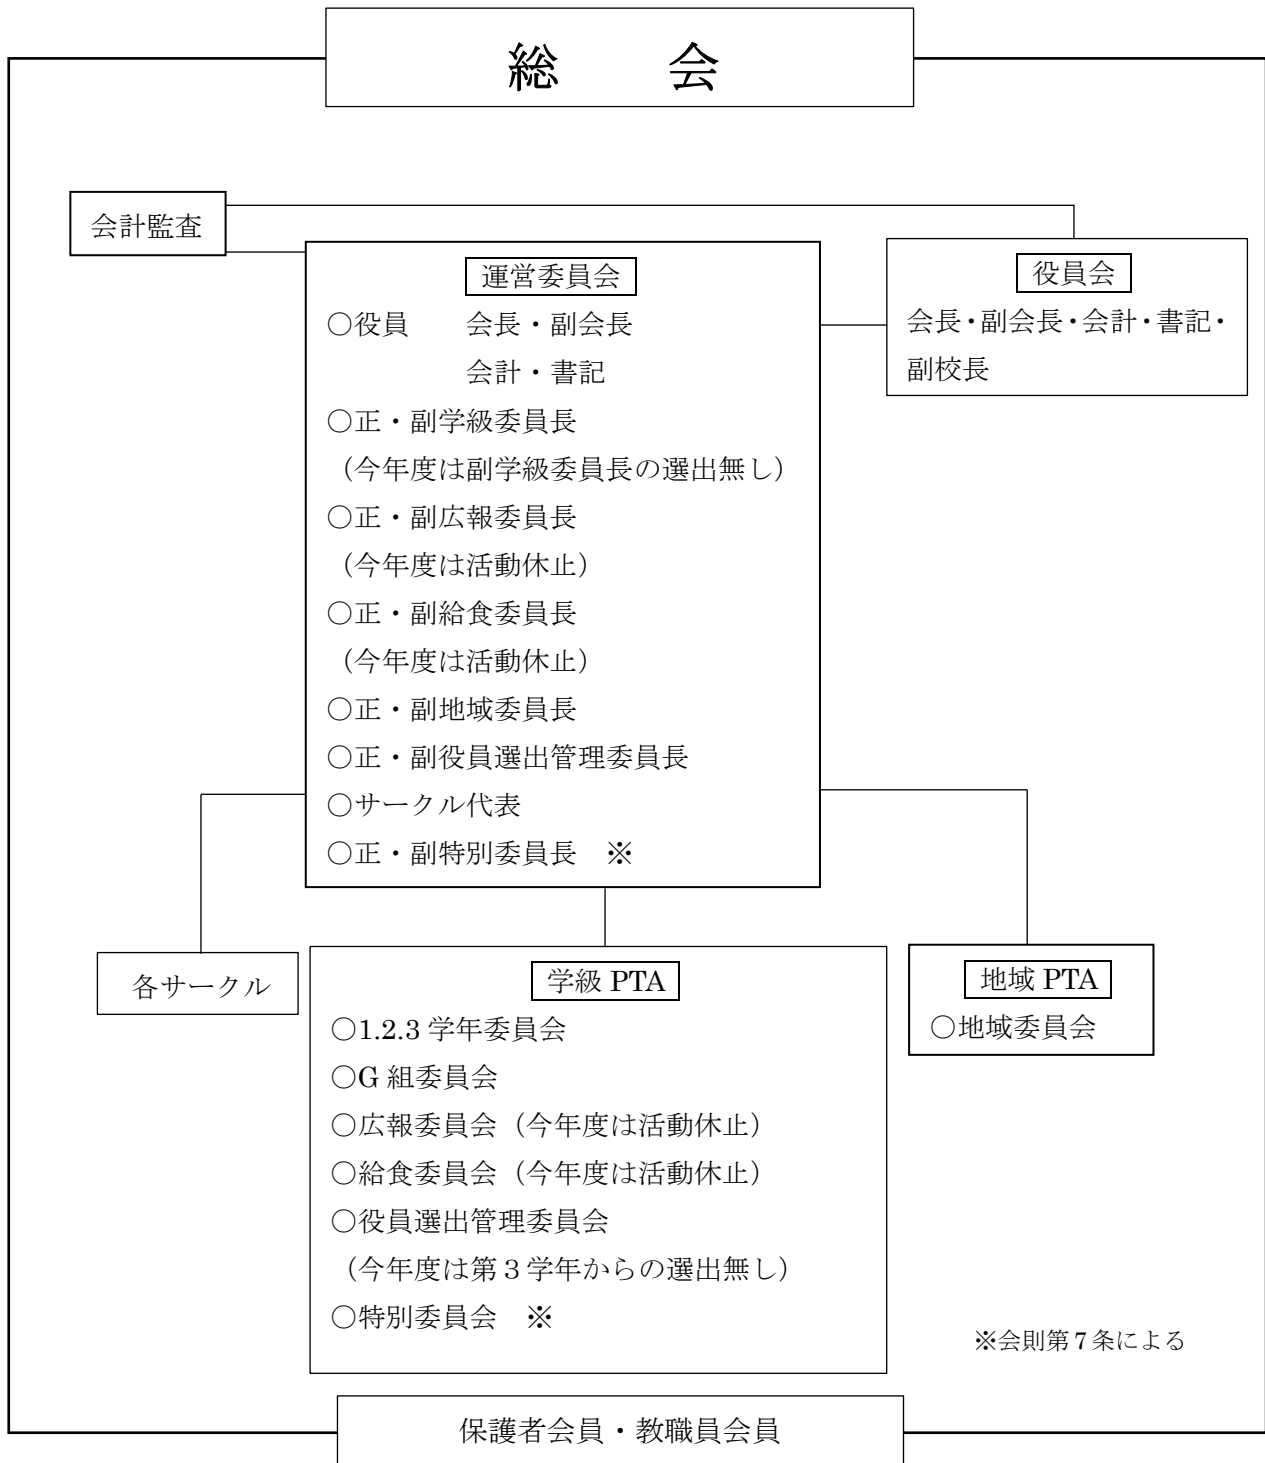 総　会
会計監査
運営委員会
○役員　会長・副会長
会計・書記
○正・副学級委員長
（今年度は副学級委員長の選出無し）
○正・副広報委員長
（今年度は活動休止）
○正・副給食委員長
（今年度は活動休止）
○正・副地域委員長
○正・副役員選出管理委員長
○サークル代表
○正・副特別委員長　※
役員会
会長・副会長・会計・書記・
副校長
各サークル
学級 PTA
○1.2.3 学年委員会
○G 組委員会
○広報委員会（今年度は活動休止）
○給食委員会（今年度は活動休止）
○役員選出管理委員会
（今年度は第３学年からの選出無し）
○特別委員会　※
地域 PTA
○地域委員会
※会則第７条による
保護者会員・教職員会員